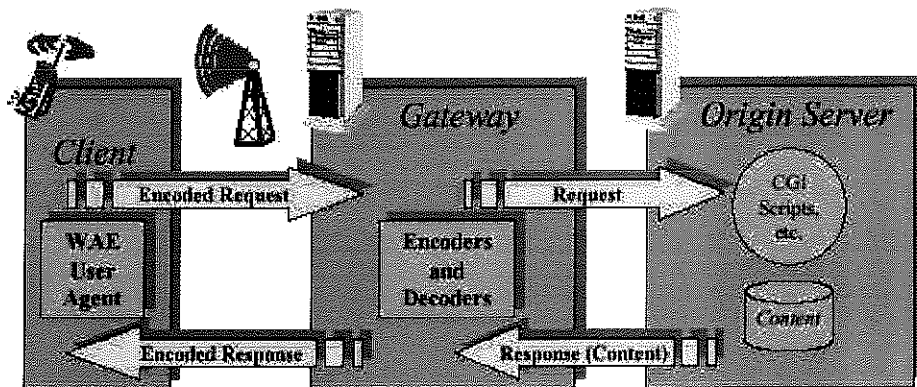 Client
Gateway
Origin Server
Encoded Request
Request
CGI
Scripts,
etc.
WAE
User
Agent
Encoders
and
Decoders
Content
Encoded Response
Response (Content)